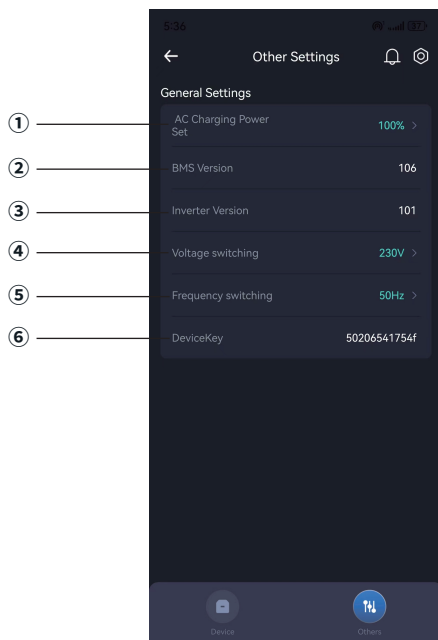 5:36
97
Other Settings
General Settings
① AC Charging Power
Set 100% >
② BMS Version 106
③ Inverter Version 101
④ Voltage switching 230V >
⑤ Frequency switching 50Hz >
⑥ DeviceKey 50206541754f
Device Others